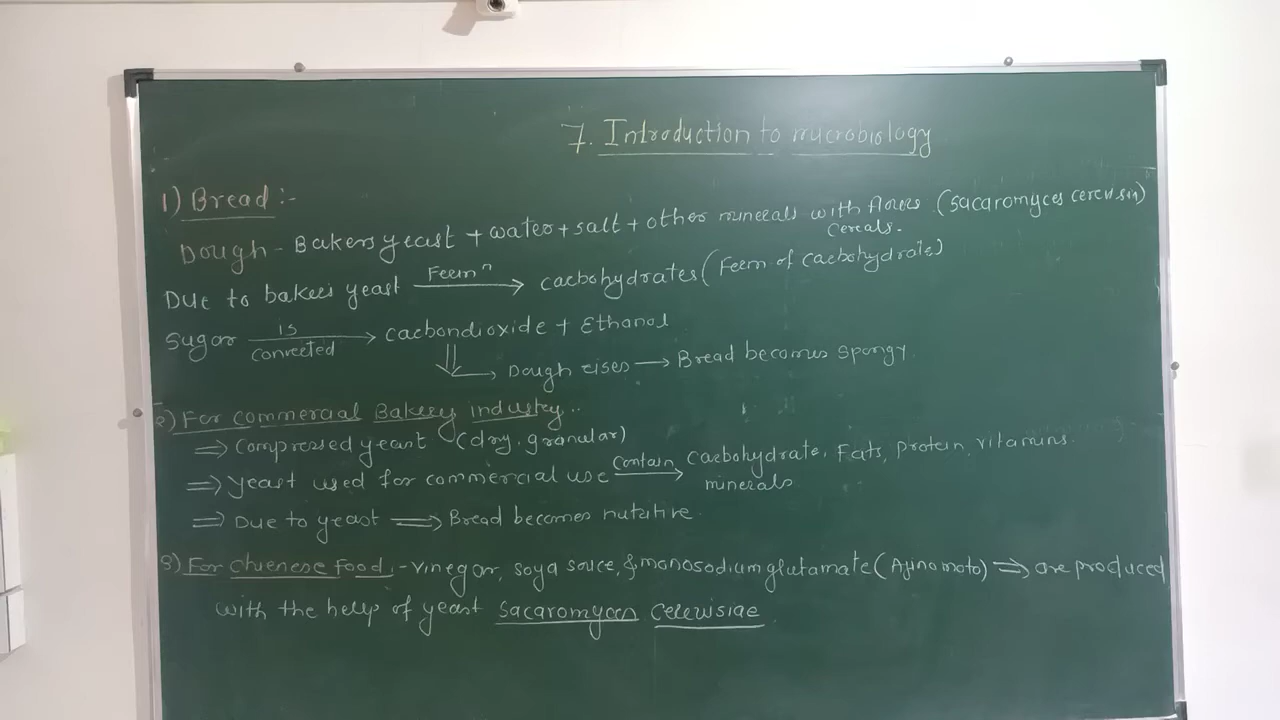 7. Introduction to mucrobiology
1) Bread :-
Dough - Bakers yeast + water + salt + other minerals with flours (Sacaromyces cerevisia)
Cereals.
Due to bakers yeast Ferm^n → carbohydrates (Ferm of carbohydrate)
Sugar is converted → carbondioxide + Ethanol
⇓ → Dough rises → Bread becomes spongy.
2) For commercial Bakery industry..
⇒ Compressed yeast (dry, granular)
⇒ yeast used for commercial use contain → carbohydrate, Fats, protein, vitamins.
minerals
⇒ Due to yeast ⇒ Bread becomes nutative.
3) For chienese food :- vinegar, soya souce, & monosodium glutamate (Ajinomoto) ⇒ are produced
with the help of yeast Sacaromyces Cerevisiae